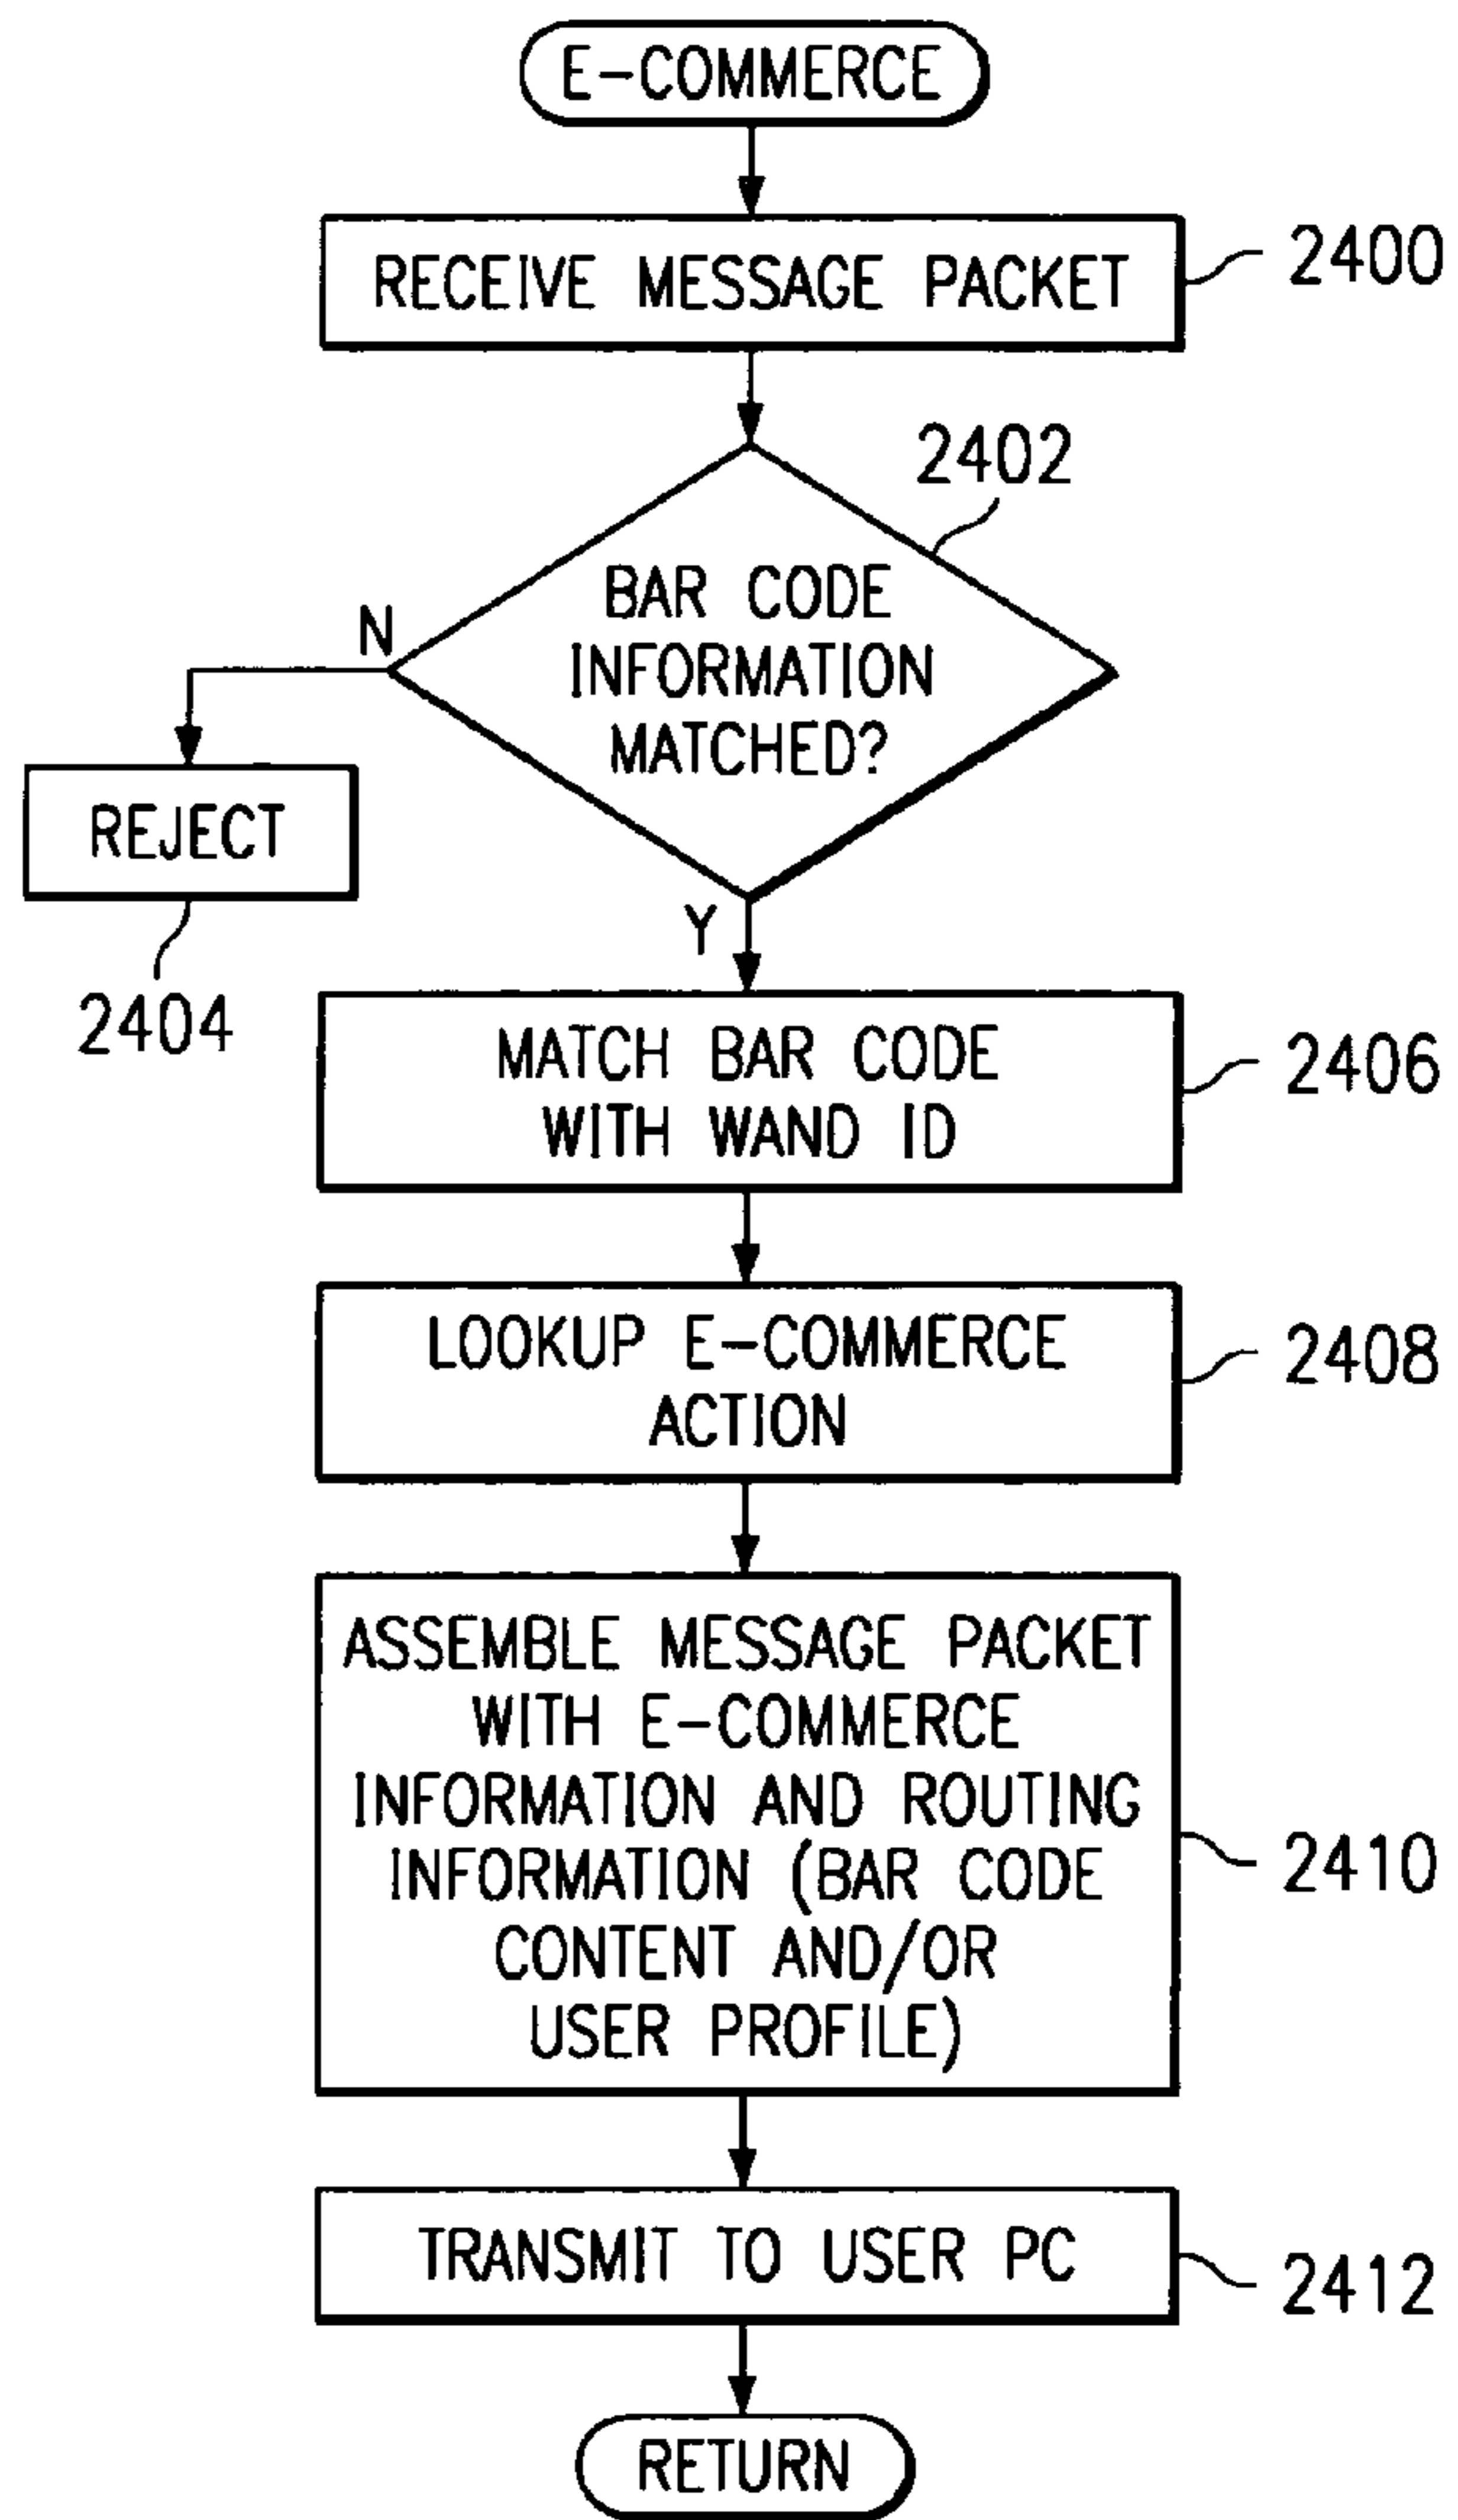 E-COMMERCE
RECEIVE MESSAGE PACKET
2400
2402
BAR CODE
INFORMATION
MATCHED?
N
REJECT
2404
Y
MATCH BAR CODE
WITH WAND ID
2406
LOOKUP E-COMMERCE
ACTION
2408
ASSEMBLE MESSAGE PACKET
WITH E-COMMERCE
INFORMATION AND ROUTING
INFORMATION (BAR CODE
CONTENT AND/OR
USER PROFILE)
2410
TRANSMIT TO USER PC
2412
RETURN